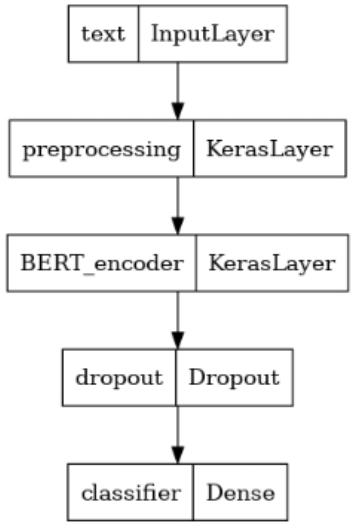 text InputLayer
preprocessing KerasLayer
BERT_encoder KerasLayer
dropout Dropout
classifier Dense